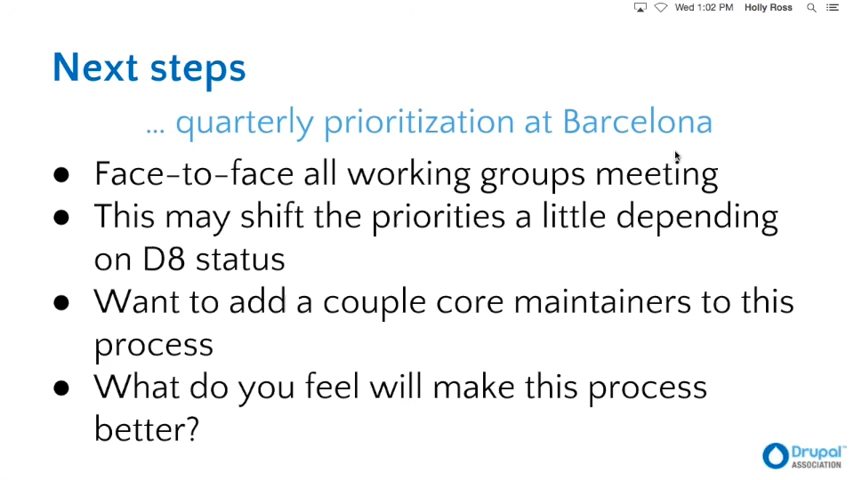 Wed 1:02 PM Holly Ross
Next steps
... quarterly prioritization at Barcelona
● Face-to-face all working groups meeting
● This may shift the priorities a little depending
on D8 status
● Want to add a couple core maintainers to this
process
● What do you feel will make this process
better?
Drupal™
ASSOCIATION